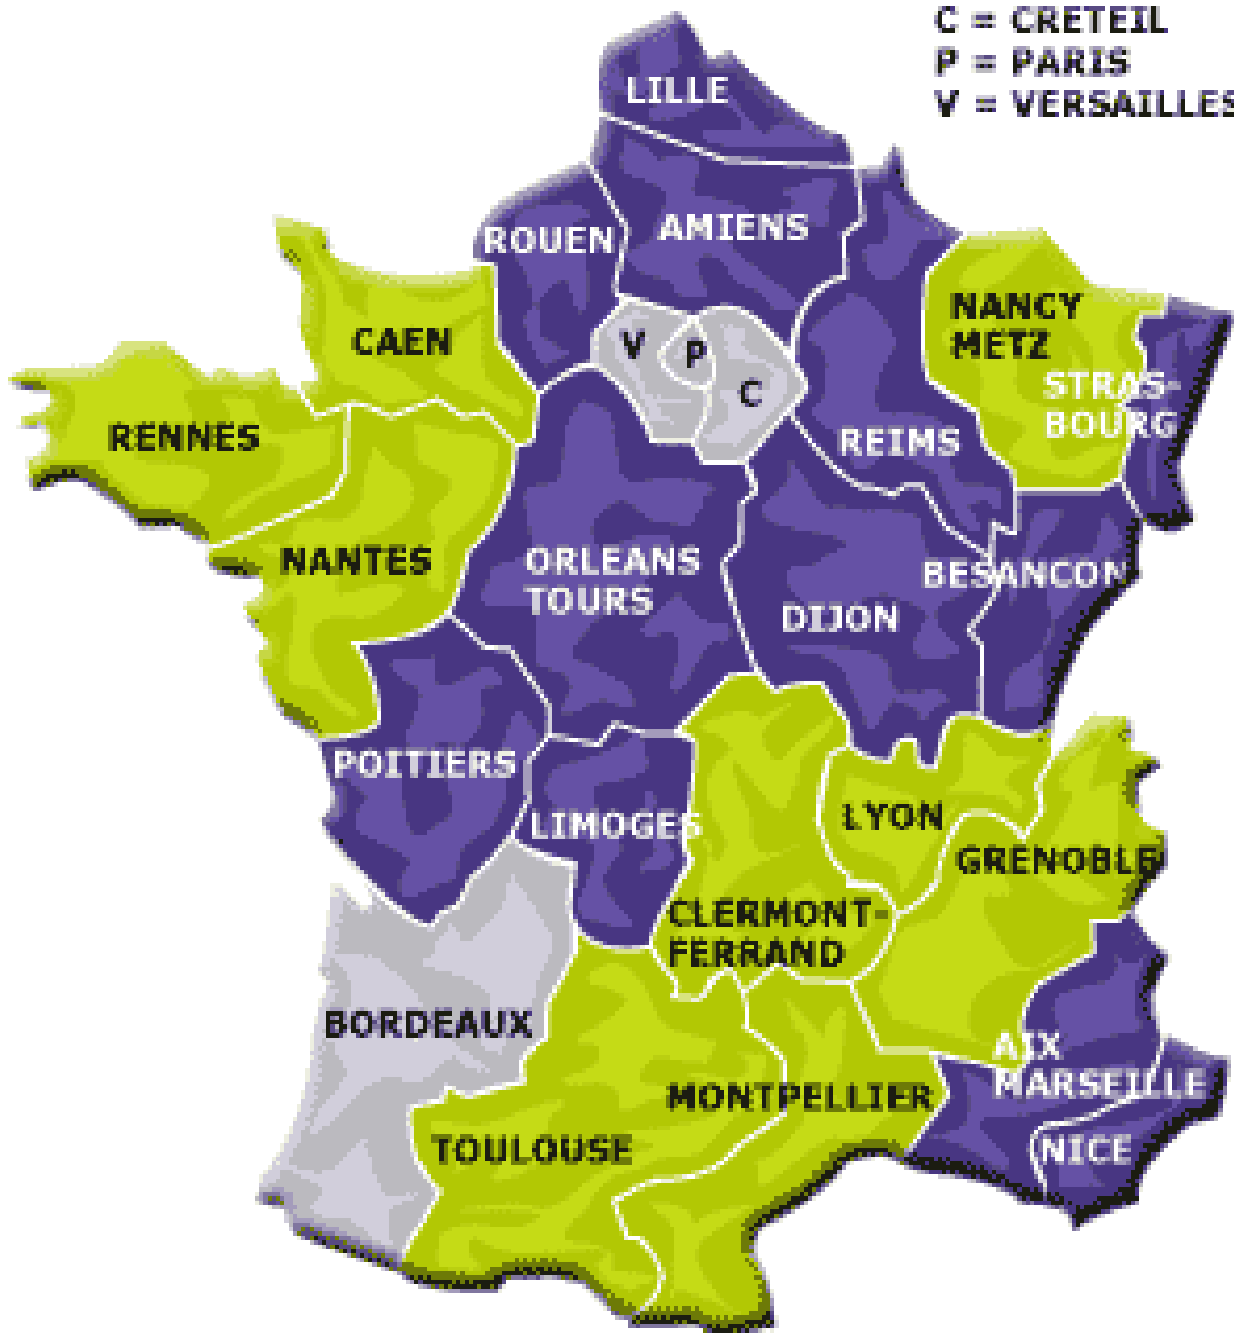 C = CRETEIL
P = PARIS
V = VERSAILLES
LILLE
AMIENS
ROUEN
NANCY
METZ
CAEN
V
P
C
STRAS-
BOURG
RENNES
REIMS
NANTES
ORLEANS
TOURS
BESANCON
DIJON
POITIERS
LIMOGES
LYON
GRENOBLE
CLERMONT-
FERRAND
BORDEAUX
AIX
MARSEILLE
MONTPELLIER
TOULOUSE
NICE